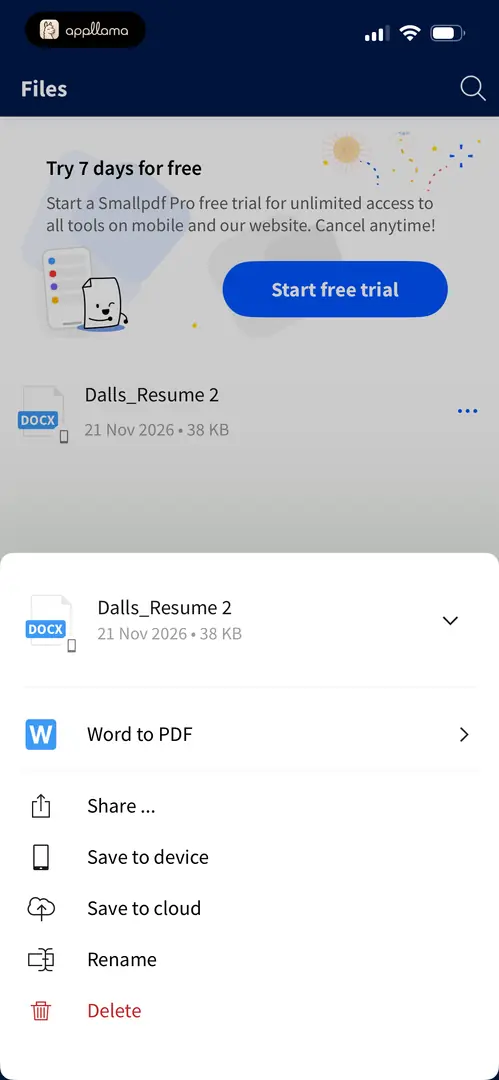 appllama
Files
Try 7 days for free
Start a Smallpdf Pro free trial for unlimited access to
all tools on mobile and our website. Cancel anytime!
Start free trial
DOCX
Dalls_Resume 2
21 Nov 2026 • 38 KB
DOCX
Dalls_Resume 2
21 Nov 2026 • 38 KB
W
Word to PDF
Share ...
Save to device
Save to cloud
Rename
Delete